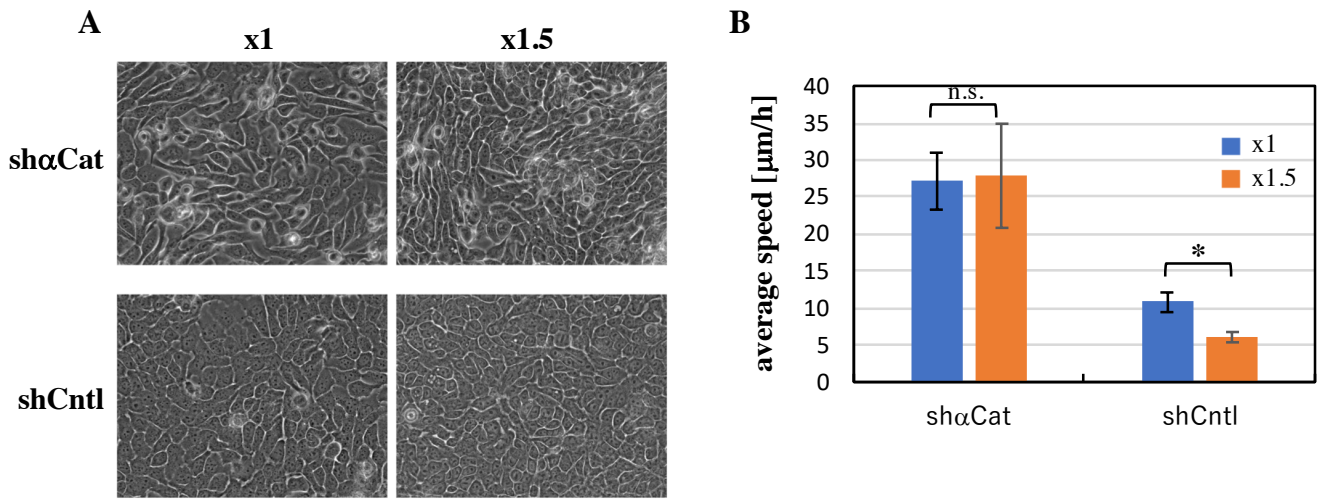 A
x1
x1.5
shαCat
shCntl
B
average speed [μm/h]
40
35
30
25
20
15
10
5
0
n.s.
*
x1
x1.5
shαCat
shCntl